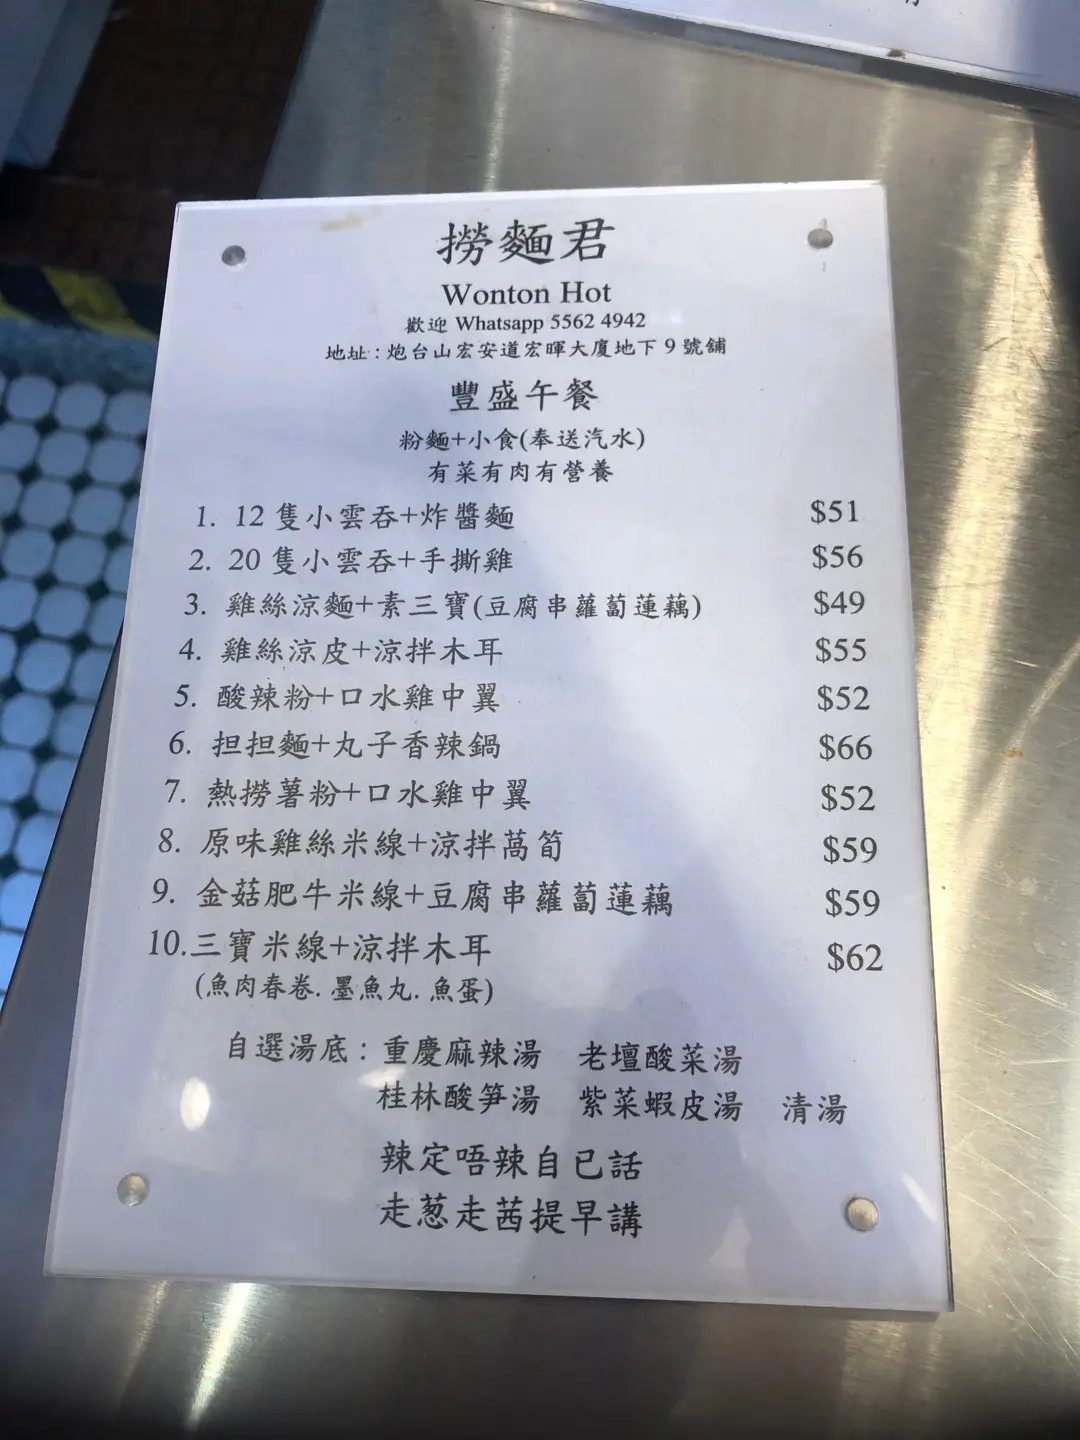 撈麵君
Wonton Hot
歡迎 Whatsapp 5562 4942
地址：炮台山宏安道宏暉大廈地下 9 號舖
豐盛午餐
粉麵+小食(奉送汽水)
有菜有肉有營養
1. 12 隻小雲吞+炸醬麵 $51
2. 20 隻小雲吞+手撕雞 $56
3. 雞絲涼麵+素三寶(豆腐串蘿蔔蓮藕) $49
4. 雞絲涼皮+涼拌木耳 $55
5. 酸辣粉+口水雞中翼 $52
6. 担担麵+丸子香辣鍋 $66
7. 熱撈薯粉+口水雞中翼 $52
8. 原味雞絲米線+涼拌萵筍 $59
9. 金菇肥牛米線+豆腐串蘿蔔蓮藕 $59
10.三寶米線+涼拌木耳 $62
(魚肉春卷. 墨魚丸. 魚蛋)
自選湯底：重慶麻辣湯 老壇酸菜湯
桂林酸笋湯 紫菜蝦皮湯 清湯
辣定唔辣自已話
走葱走茜提早講